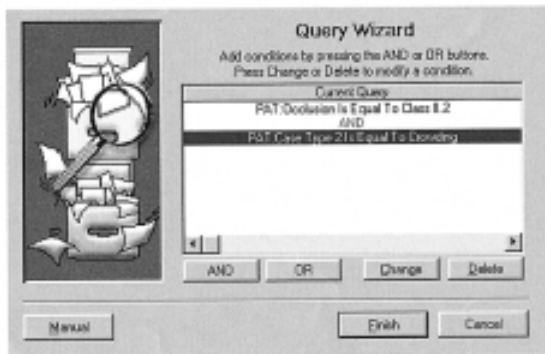 Query Wizard
Add conditions by pressing the AND or OR buttons.
Press Change or Delete to modify a condition.
Current Query
PAT:Occlusion Is Equal To Class II.2
AND
PAT:Case Type 2 Is Equal To Crowding
AND OR Change Delete
Manual Finish Cancel